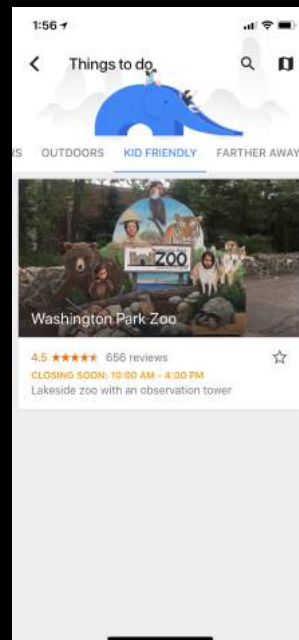 1:56
Things to do
RS OUTDOORS KID FRIENDLY FARTHER AWAY
ZOO
Washington Park Zoo
4.5 656 reviews
CLOSING SOON: 10:00 AM - 4:00 PM
Lakeside zoo with an observation tower